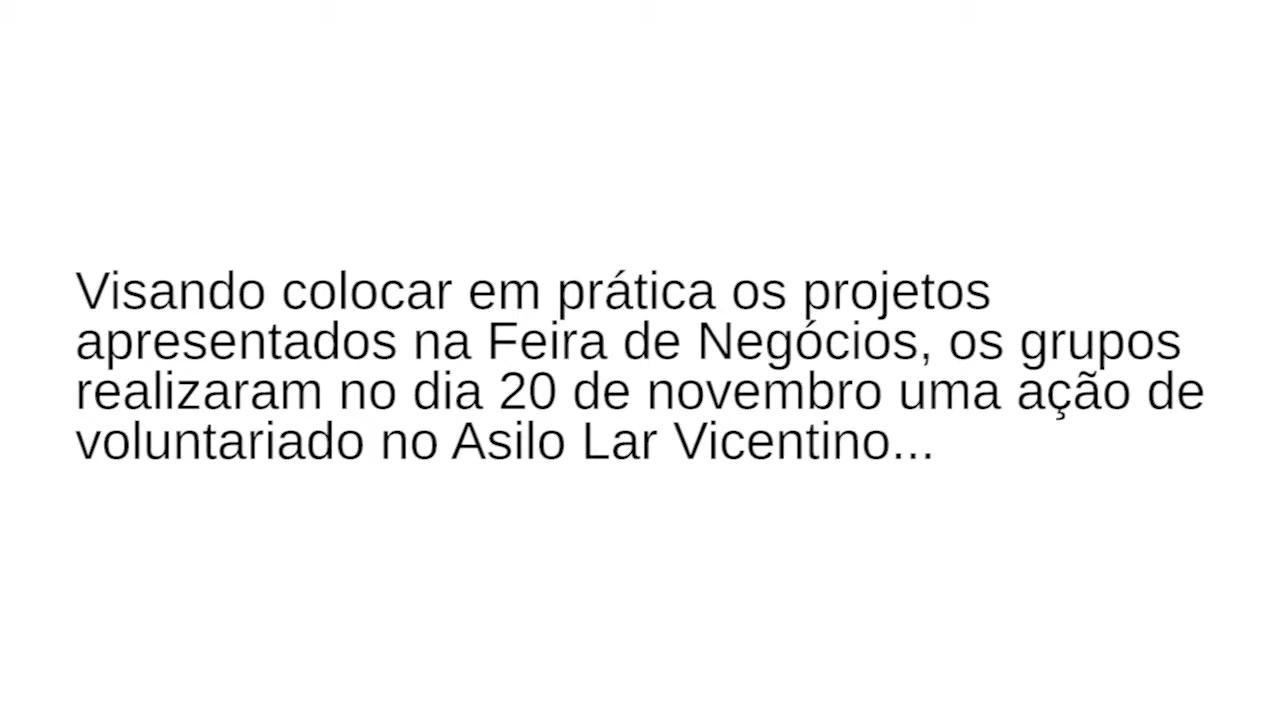 Visando colocar em prática os projetos
apresentados na Feira de Negócios, os grupos
realizaram no dia 20 de novembro uma ação de
voluntariado no Asilo Lar Vicentino...